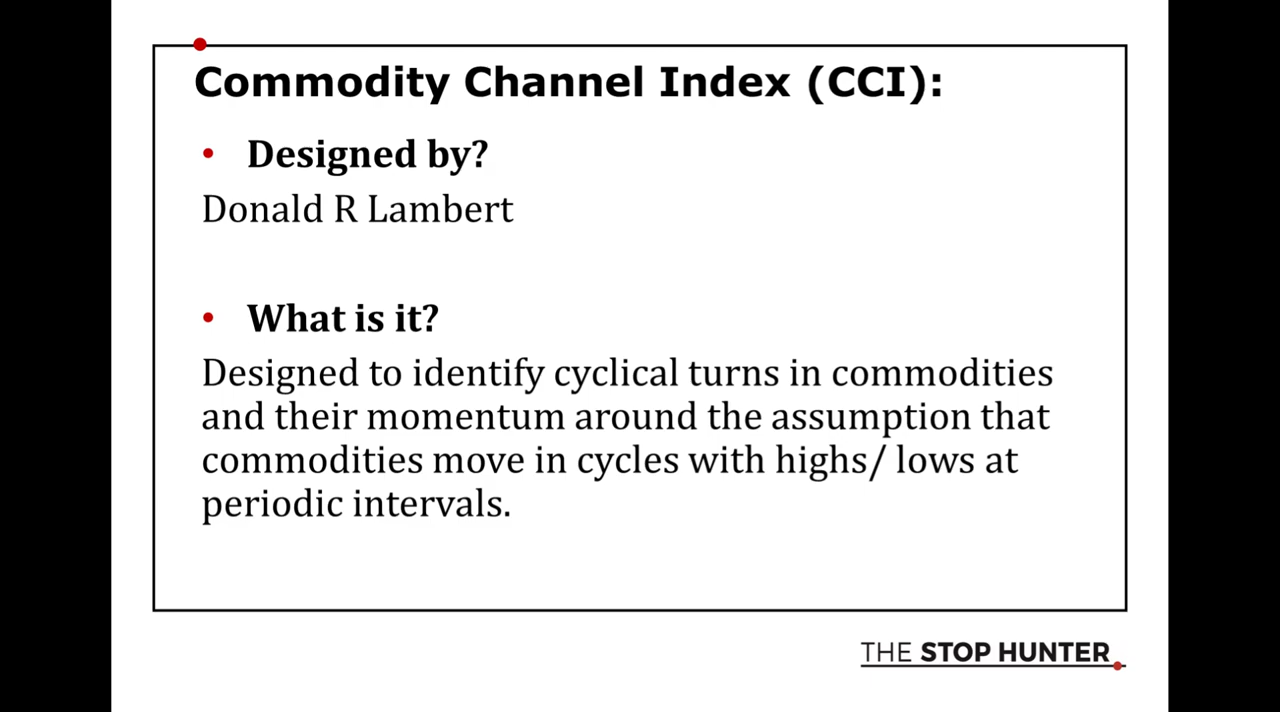 Commodity Channel Index (CCI):
• Designed by?
Donald R Lambert
• What is it?
Designed to identify cyclical turns in commodities
and their momentum around the assumption that
commodities move in cycles with highs/ lows at
periodic intervals.
THE STOP HUNTER.